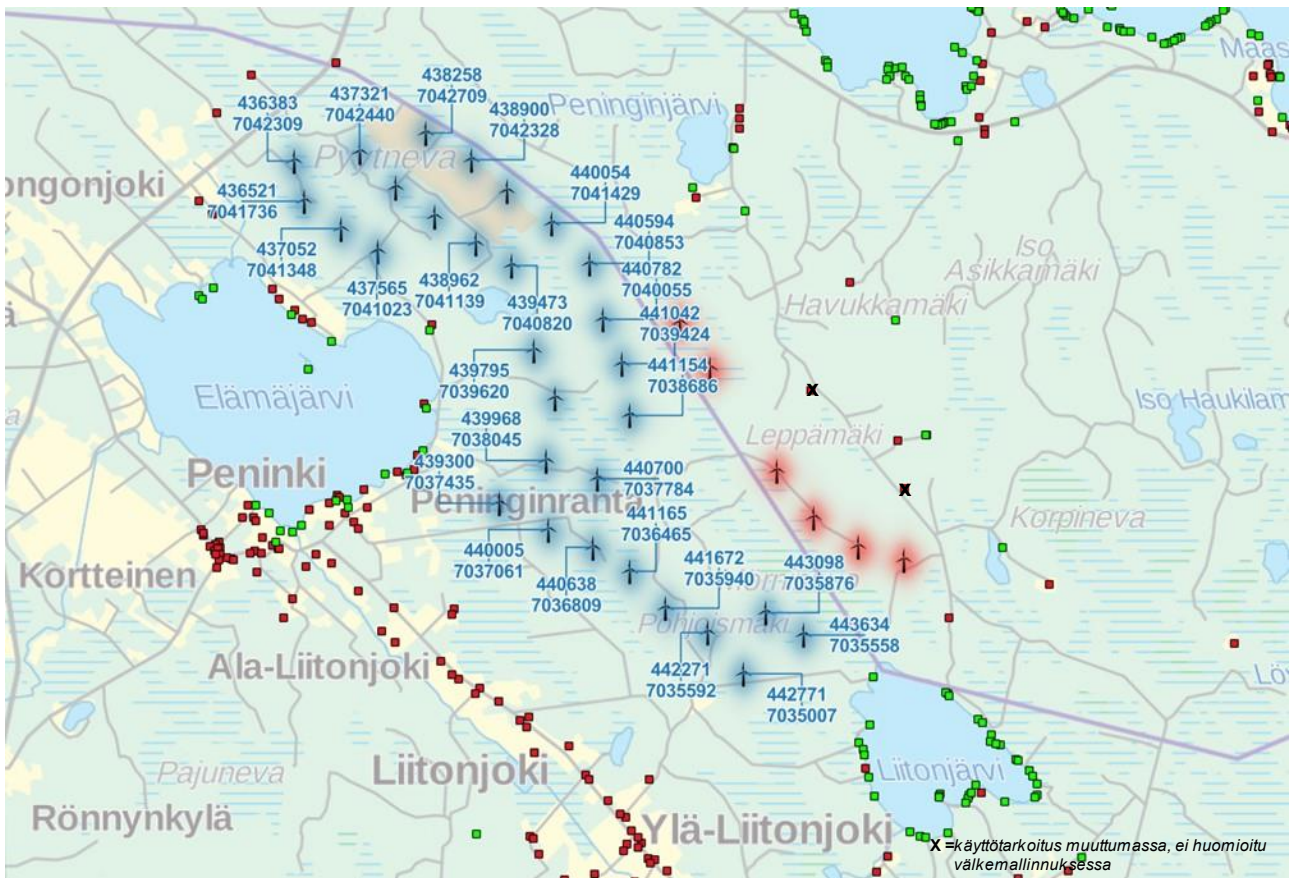 438258
7042709
437321
7042440
436383
7042309
438900
7042328
Peninginjärvi
Maas
Pyytneva
ongonjoki
436521
7041736
440054
7041429
437052
7041348
440594
7040853
437565
7041023
438962
7041139
439473
7040820
440782
7040055
441042
7039424
Iso
Asikkamäki
Havukkamäki
439795
7039620
441154
7038686
Elämäjärvi
Iso Haukilam
439968
7038045
Leppämäki
439300
7037435
Peninki
Peninginranta
440700
7037784
441165
7036465
Korpineva
440005
7037061
440638
7036809
Kortteinen
441672
7035940
443098
7035876
Pohjoismäki
443634
7035558
Ala-Liitonjoki
442271
7035592
442771
7035007
Lö
Pajuneva
Liitonjoki
Liitonjärvi
Rönnynkylä
Ylä-Liitonjoki
X
X
X =käyttötarkoitus muuttumassa, ei huomioitu
välkemallinnuksessa